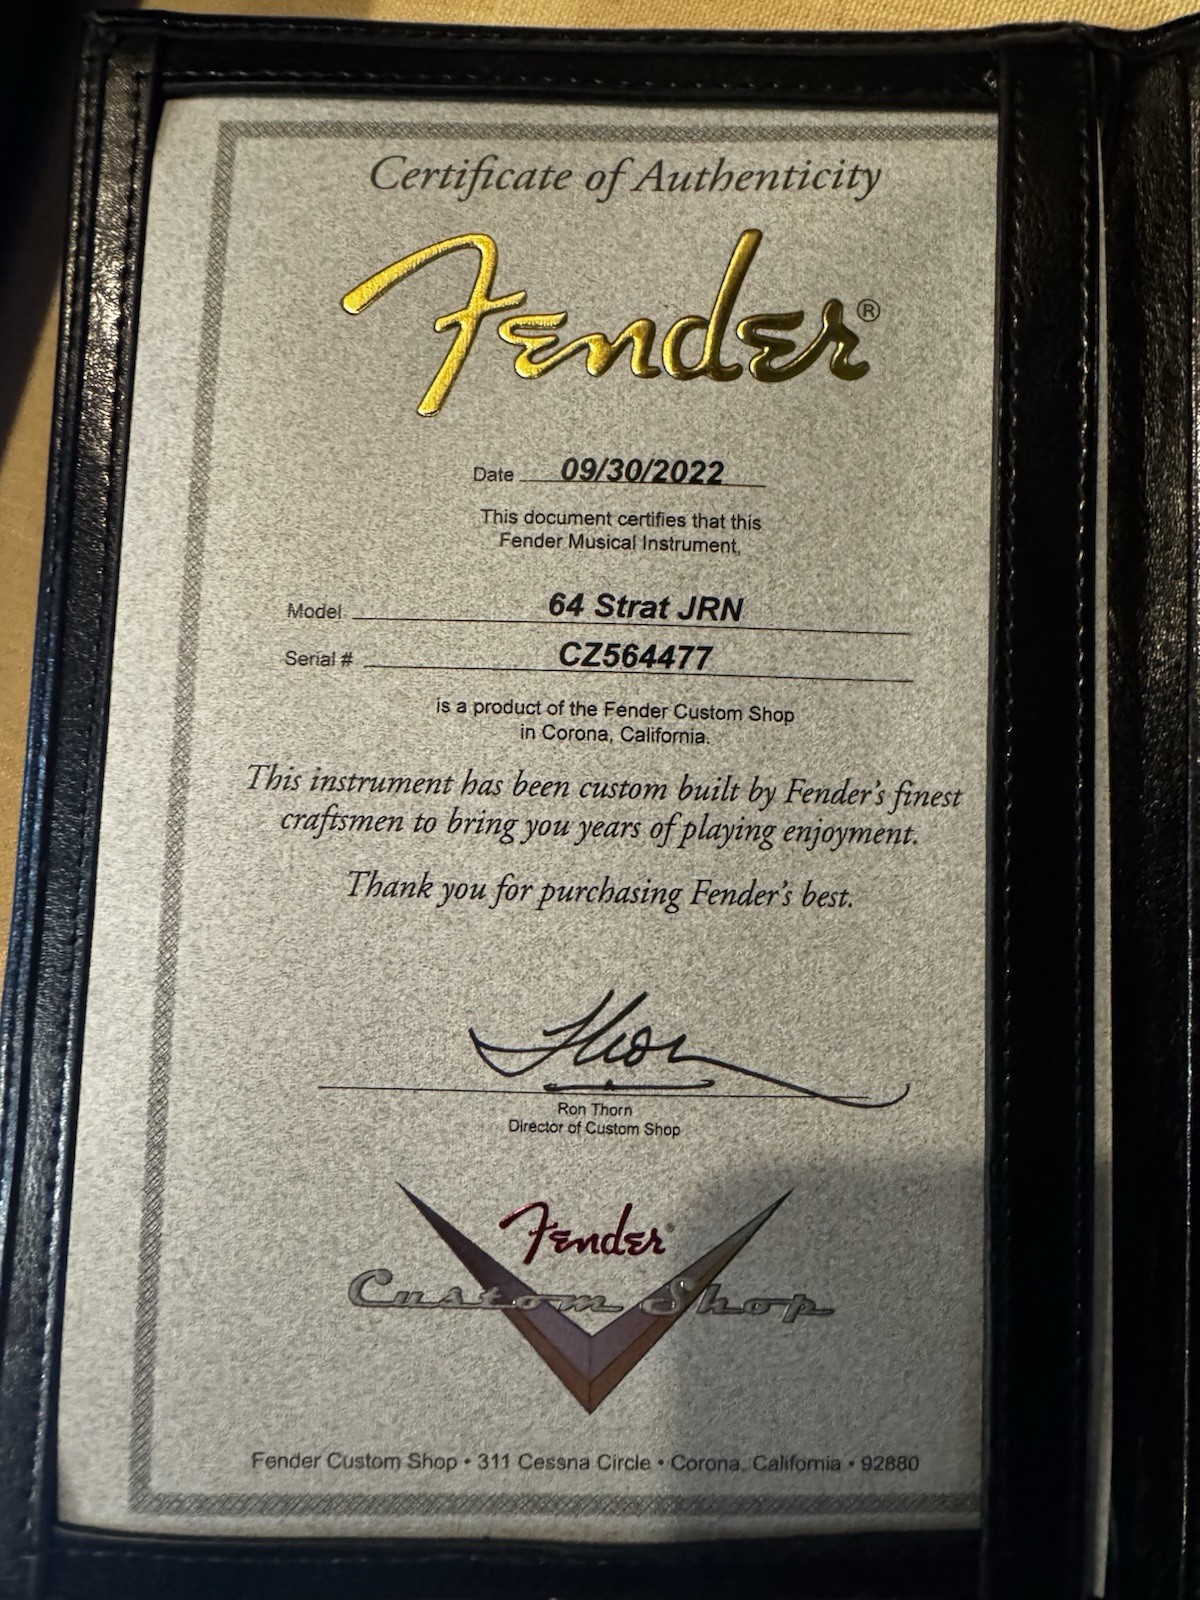 Certificate of Authenticity
Fender®
Date 09/30/2022
This document certifies that this
Fender Musical Instrument,
Model 64 Strat JRN
Serial # CZ564477
is a product of the Fender Custom Shop
in Corona, California.
This instrument has been custom built by Fender's finest
craftsmen to bring you years of playing enjoyment.
Thank you for purchasing Fender's best.
Thorn
Ron Thorn
Director of Custom Shop
Fender®
Custom Shop
Fender Custom Shop • 311 Cessna Circle • Corona, California • 92880